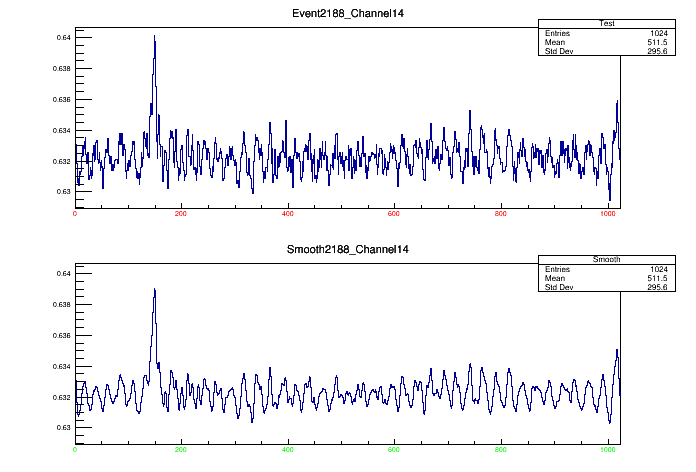 Event2188_Channel14
Test
Entries 1024
Mean 511.5
Std Dev 295.6
0.64
0.638
0.636
0.634
0.632
0.63
0 200 400 600 800 1000
Smooth2188_Channel14
Smooth
Entries 1024
Mean 511.5
Std Dev 295.6
0.64
0.638
0.636
0.634
0.632
0.63
0 200 400 600 800 1000